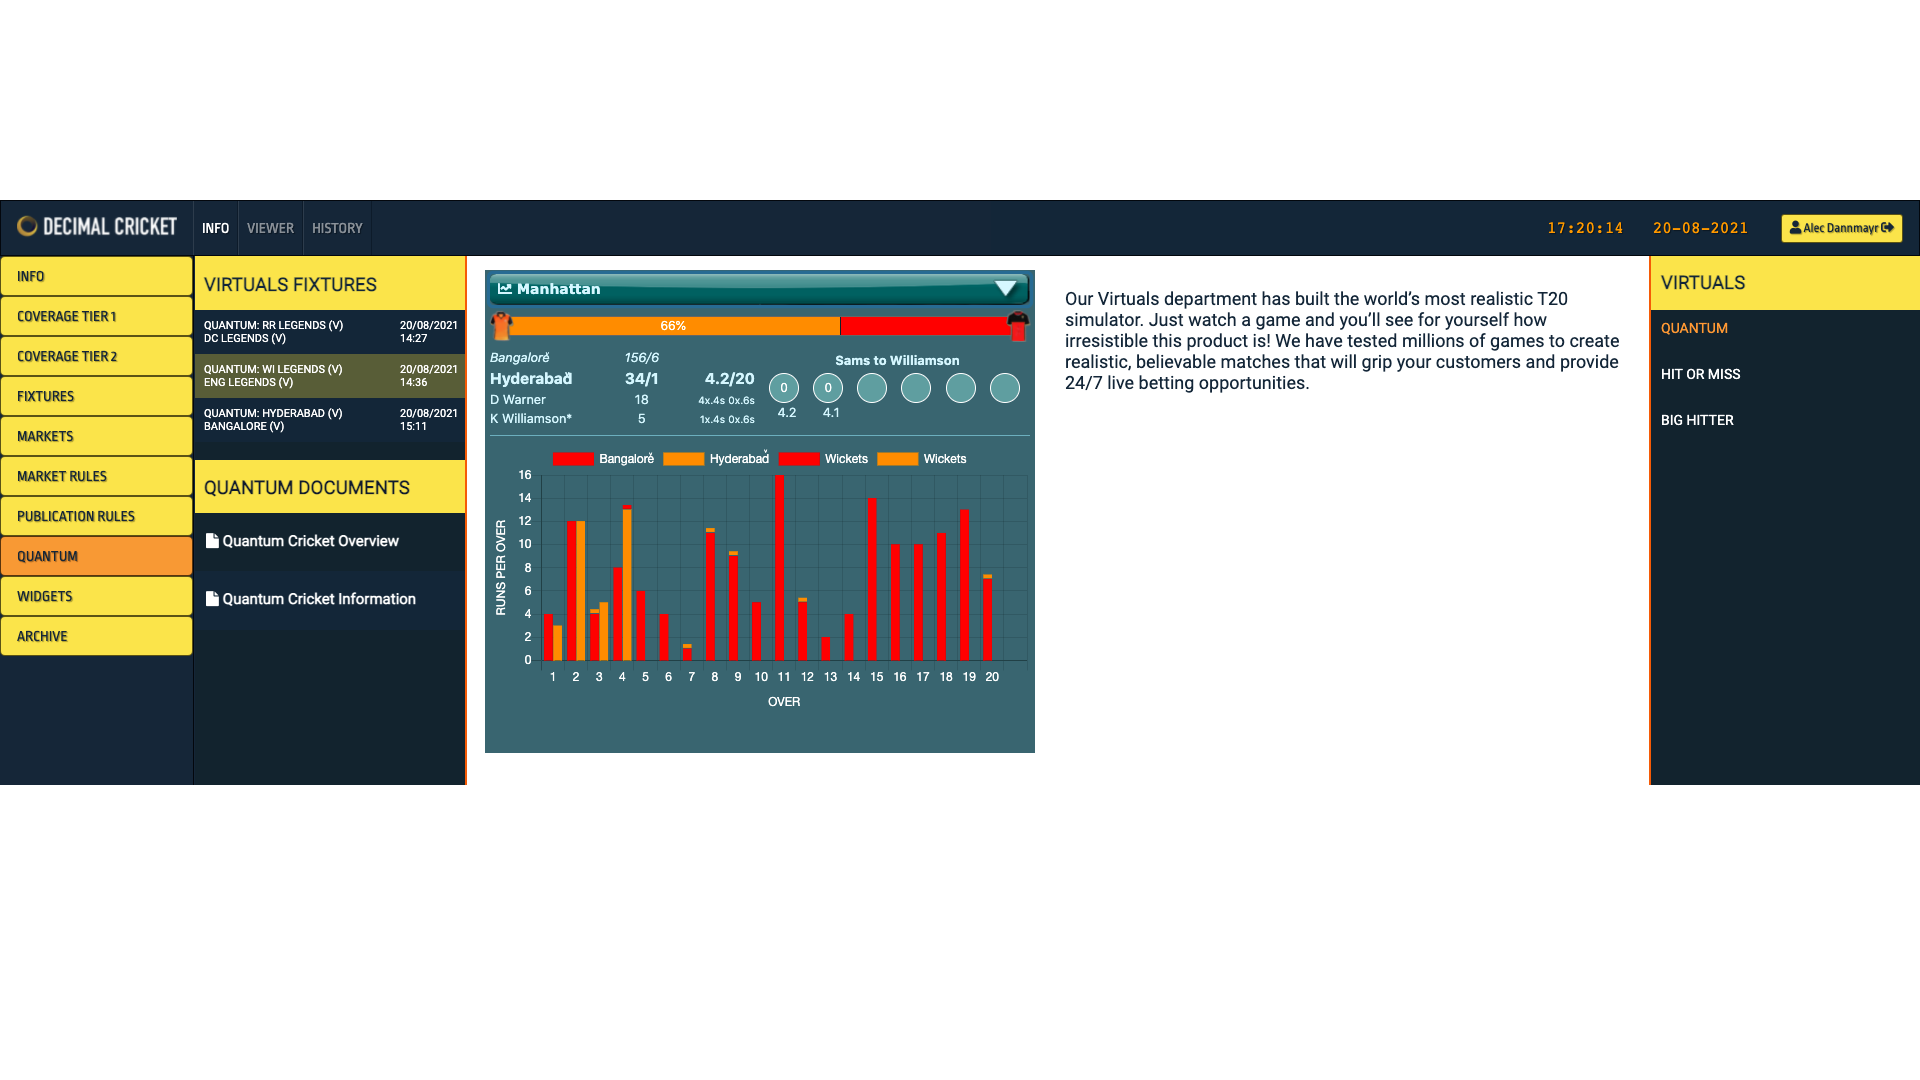 DECIMAL CRICKET
INFO
VIEWER
HISTORY
17:20:14
20-08-2021
Alec Dannmayr
INFO
COVERAGE TIER 1
COVERAGE TIER 2
FIXTURES
MARKETS
MARKET RULES
PUBLICATION RULES
QUANTUM
WIDGETS
ARCHIVE
VIRTUALS FIXTURES
QUANTUM: RR LEGENDS (V) 20/08/2021
DC LEGENDS (V) 14:27
QUANTUM: WI LEGENDS (V) 20/08/2021
ENG LEGENDS (V) 14:36
QUANTUM: HYDERABAD (V) 20/08/2021
BANGALORE (V) 15:11
QUANTUM DOCUMENTS
Quantum Cricket Overview
Quantum Cricket Information
Manhattan
66%
Bangalorě 156/6
Hyderabaď 34/1 4.2/20
D Warner 18 4x.4s 0x.6s
K Williamson* 5 1x.4s 0x.6s
Sams to Williamson
0 0
4.2 4.1
Bangalorě Hyderabaď Wickets Wickets
RUNS PER OVER
16
14
12
10
8
6
4
2
0
1 2 3 4 5 6 7 8 9 10 11 12 13 14 15 16 17 18 19 20
OVER
Our Virtuals department has built the world’s most realistic T20
simulator. Just watch a game and you’ll see for yourself how
irresistible this product is! We have tested millions of games to create
realistic, believable matches that will grip your customers and provide
24/7 live betting opportunities.
VIRTUALS
QUANTUM
HIT OR MISS
BIG HITTER